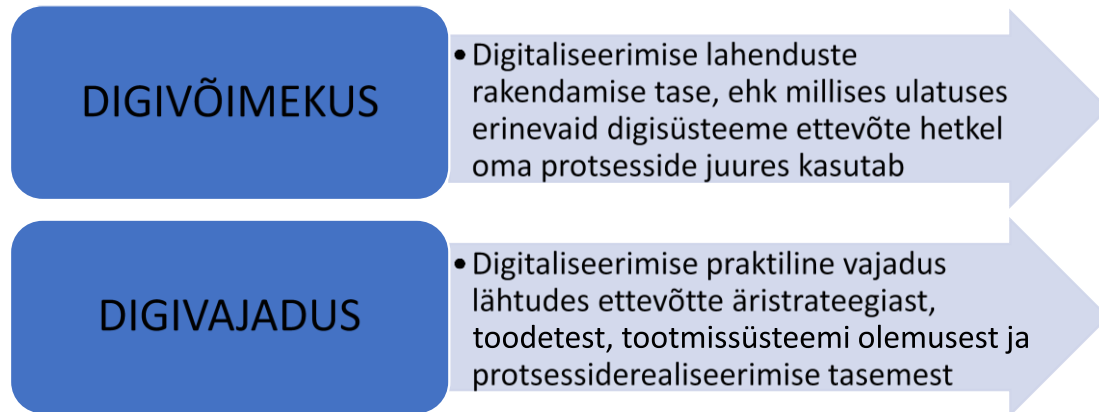 DIGIVÕIMEKUS
• Digitaliseerimise lahenduste
rakendamise tase, ehk millises ulatuses
erinevaid digisüsteeme ettevõte hetkel
oma protsesside juures kasutab
DIGIVAJADUS
• Digitaliseerimise praktiline vajadus
lähtudes ettevõtte äristrateegiast,
toodetest, tootmissüsteemi olemusest ja
protsessiderealiseerimise tasemest